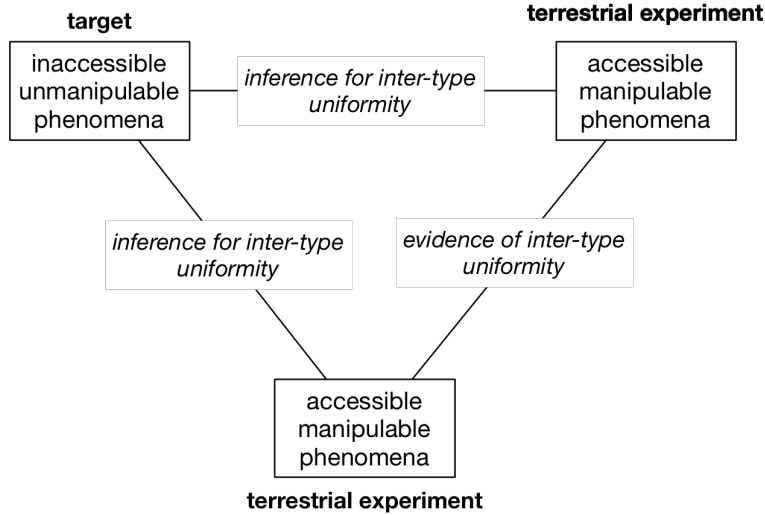 target
terrestrial experiment
inaccessible
unmanipulable
phenomena
inference for inter-type
uniformity
accessible
manipulable
phenomena
inference for inter-type
uniformity
evidence of inter-type
uniformity
accessible
manipulable
phenomena
terrestrial experiment